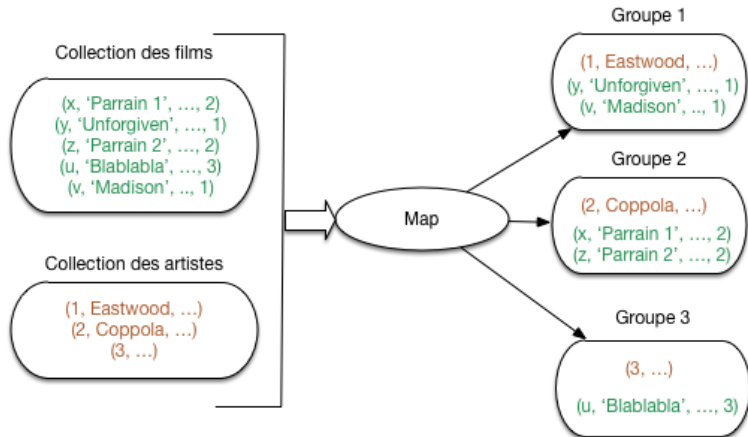 Collection des films
(x, ‘Parrain 1’, …, 2)
(y, ‘Unforgiven’, …, 1)
(z, ‘Parrain 2’, …, 2)
(u, ‘Blablabla’, …, 3)
(v, ‘Madison’, .., 1)
Collection des artistes
(1, Eastwood, …)
(2, Coppola, …)
(3, …)
Map
Groupe 1
(1, Eastwood, …)
(y, ‘Unforgiven’, …, 1)
(v, ‘Madison’, .., 1)
Groupe 2
(2, Coppola, …)
(x, ‘Parrain 1’, …, 2)
(z, ‘Parrain 2’, …, 2)
Groupe 3
(3, …)
(u, ‘Blablabla’, …, 3)